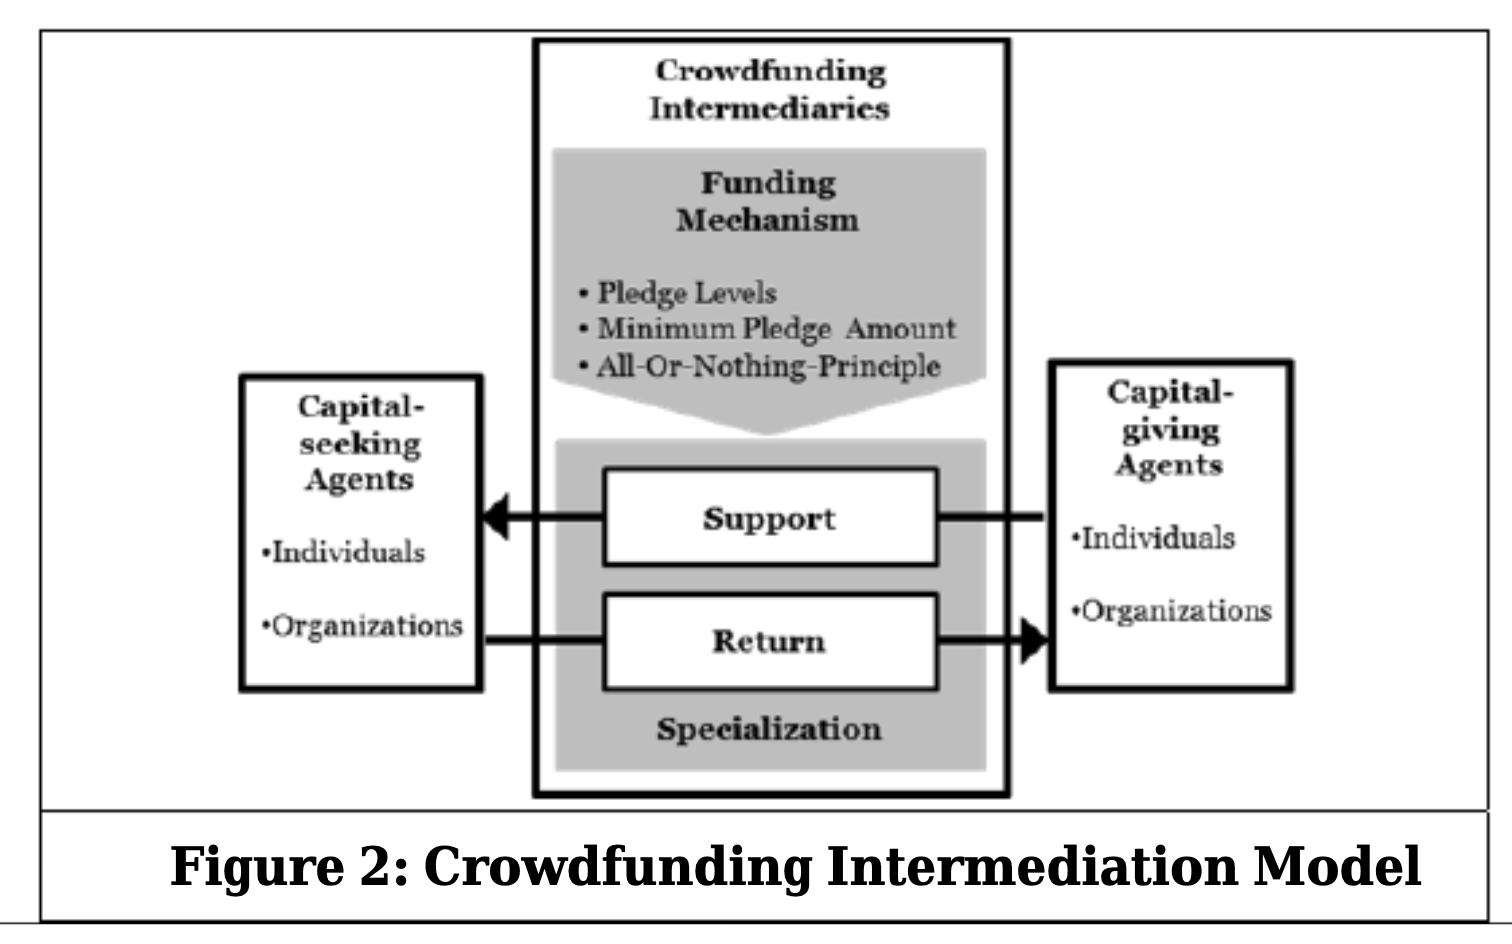 Crowdfunding
Intermediaries
Funding
Mechanism
• Pledge Levels
• Minimum Pledge Amount
• All-Or-Nothing-Principle
Capital-
seeking
Agents
•Individuals
•Organizations
Support
Return
Specialization
Capital-
giving
Agents
•Individuals
•Organizations
Figure 2: Crowdfunding Intermediation Model